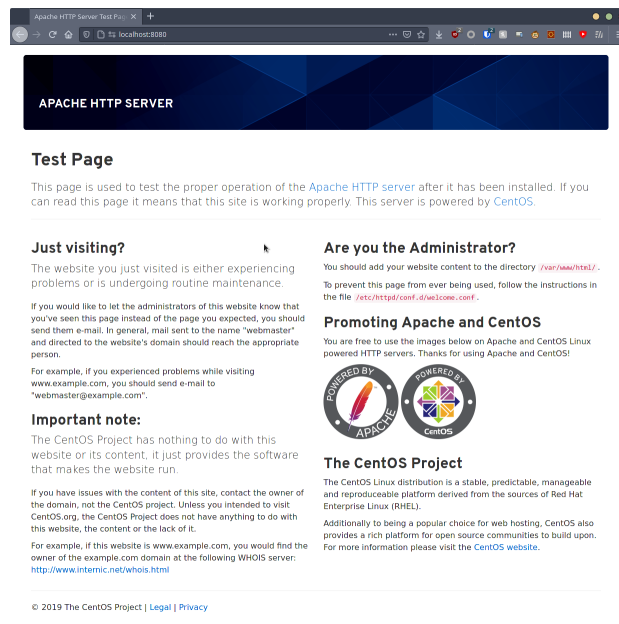 Apache HTTP Server Test Pag
localhost:8080
APACHE HTTP SERVER
Test Page
This page is used to test the proper operation of the Apache HTTP server after it has been installed. If you
can read this page it means that this site is working properly. This server is powered by CentOS.
Just visiting?
The website you just visited is either experiencing
problems or is undergoing routine maintenance.
If you would like to let the administrators of this website know that
you've seen this page instead of the page you expected, you should
send them e-mail. In general, mail sent to the name "webmaster"
and directed to the website's domain should reach the appropriate
person.
For example, if you experienced problems while visiting
www.example.com, you should send e-mail to
"webmaster@example.com".
Important note:
The CentOS Project has nothing to do with this
website or its content, it just provides the software
that makes the website run.
If you have issues with the content of this site, contact the owner of
the domain, not the CentOS project. Unless you intended to visit
CentOS.org, the CentOS Project does not have anything to do with
this website, the content or the lack of it.
For example, if this website is www.example.com, you would find the
owner of the example.com domain at the following WHOIS server:
http://www.internic.net/whois.html
Are you the Administrator?
You should add your website content to the directory /var/www/html/ .
To prevent this page from ever being used, follow the instructions in
the file /etc/httpd/conf.d/welcome.conf .
Promoting Apache and CentOS
You are free to use the images below on Apache and CentOS Linux
powered HTTP servers. Thanks for using Apache and CentOS!
POWERED BY
APACHE
POWERED BY
CentOS
The CentOS Project
The CentOS Linux distribution is a stable, predictable, manageable
and reproduceable platform derived from the sources of Red Hat
Enterprise Linux (RHEL).
Additionally to being a popular choice for web hosting, CentOS also
provides a rich platform for open source communities to build upon.
For more information please visit the CentOS website.
© 2019 The CentOS Project | Legal | Privacy